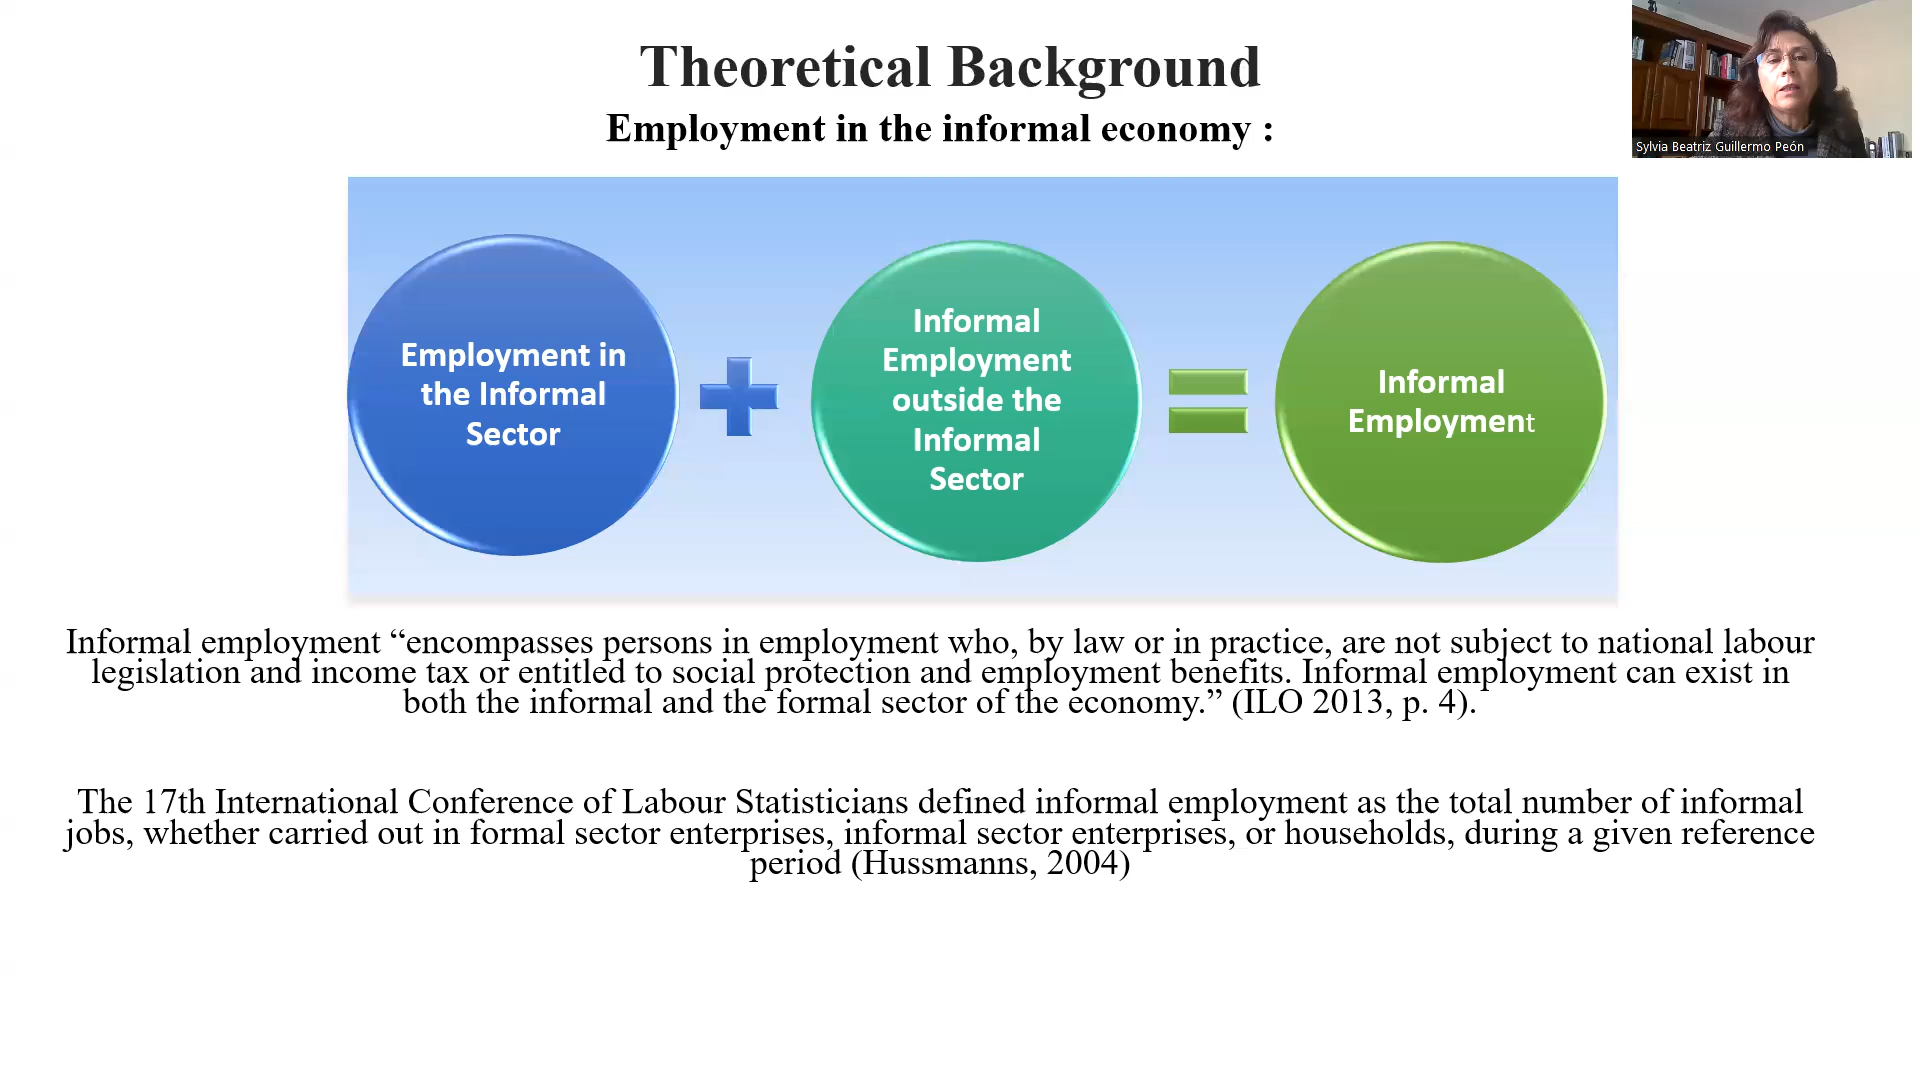 Theoretical Background
Employment in the informal economy :
Sylvia Beatriz Guillermo Peón
Employment in
the Informal
Sector
Informal
Employment
outside the
Informal
Sector
Informal
Employment
Informal employment “encompasses persons in employment who, by law or in practice, are not subject to national labour
legislation and income tax or entitled to social protection and employment benefits. Informal employment can exist in
both the informal and the formal sector of the economy.” (ILO 2013, p. 4).
The 17th International Conference of Labour Statisticians defined informal employment as the total number of informal
jobs, whether carried out in formal sector enterprises, informal sector enterprises, or households, during a given reference
period (Hussmanns, 2004)